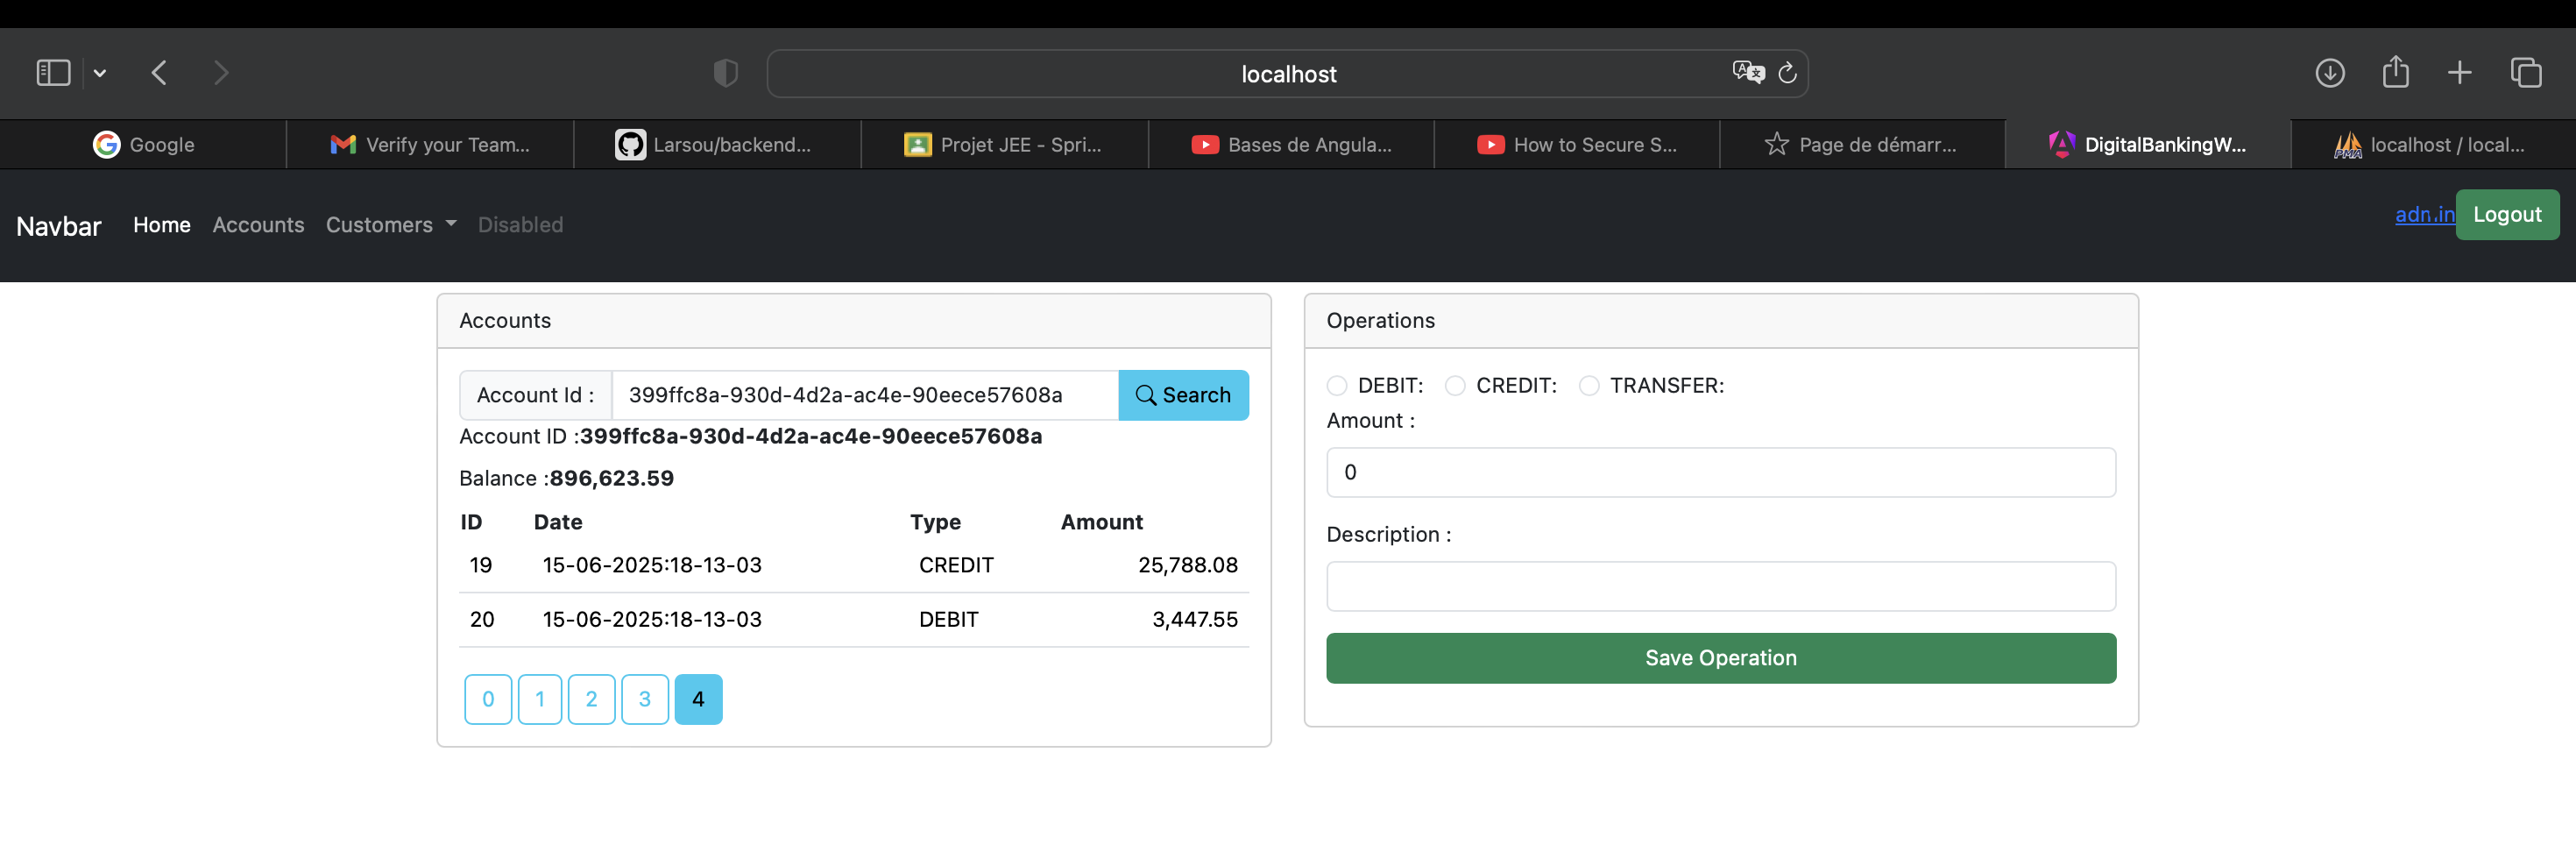 localhost
Google
Verify your Team...
Larsou/backend...
Projet JEE - Spri...
Bases de Angula...
How to Secure S...
Page de démarr...
DigitalBankingW...
localhost / local...
Navbar Home Accounts Customers Disabled
Logout
Accounts
Account Id : 399ffc8a-930d-4d2a-ac4e-90eece57608a Search
Account ID :399ffc8a-930d-4d2a-ac4e-90eece57608a
Balance :896,623.59
ID Date Type Amount
19 15-06-2025:18-13-03 CREDIT 25,788.08
20 15-06-2025:18-13-03 DEBIT 3,447.55
0 1 2 3 4
Operations
DEBIT: CREDIT: TRANSFER:
Amount :
0
Description :
Save Operation